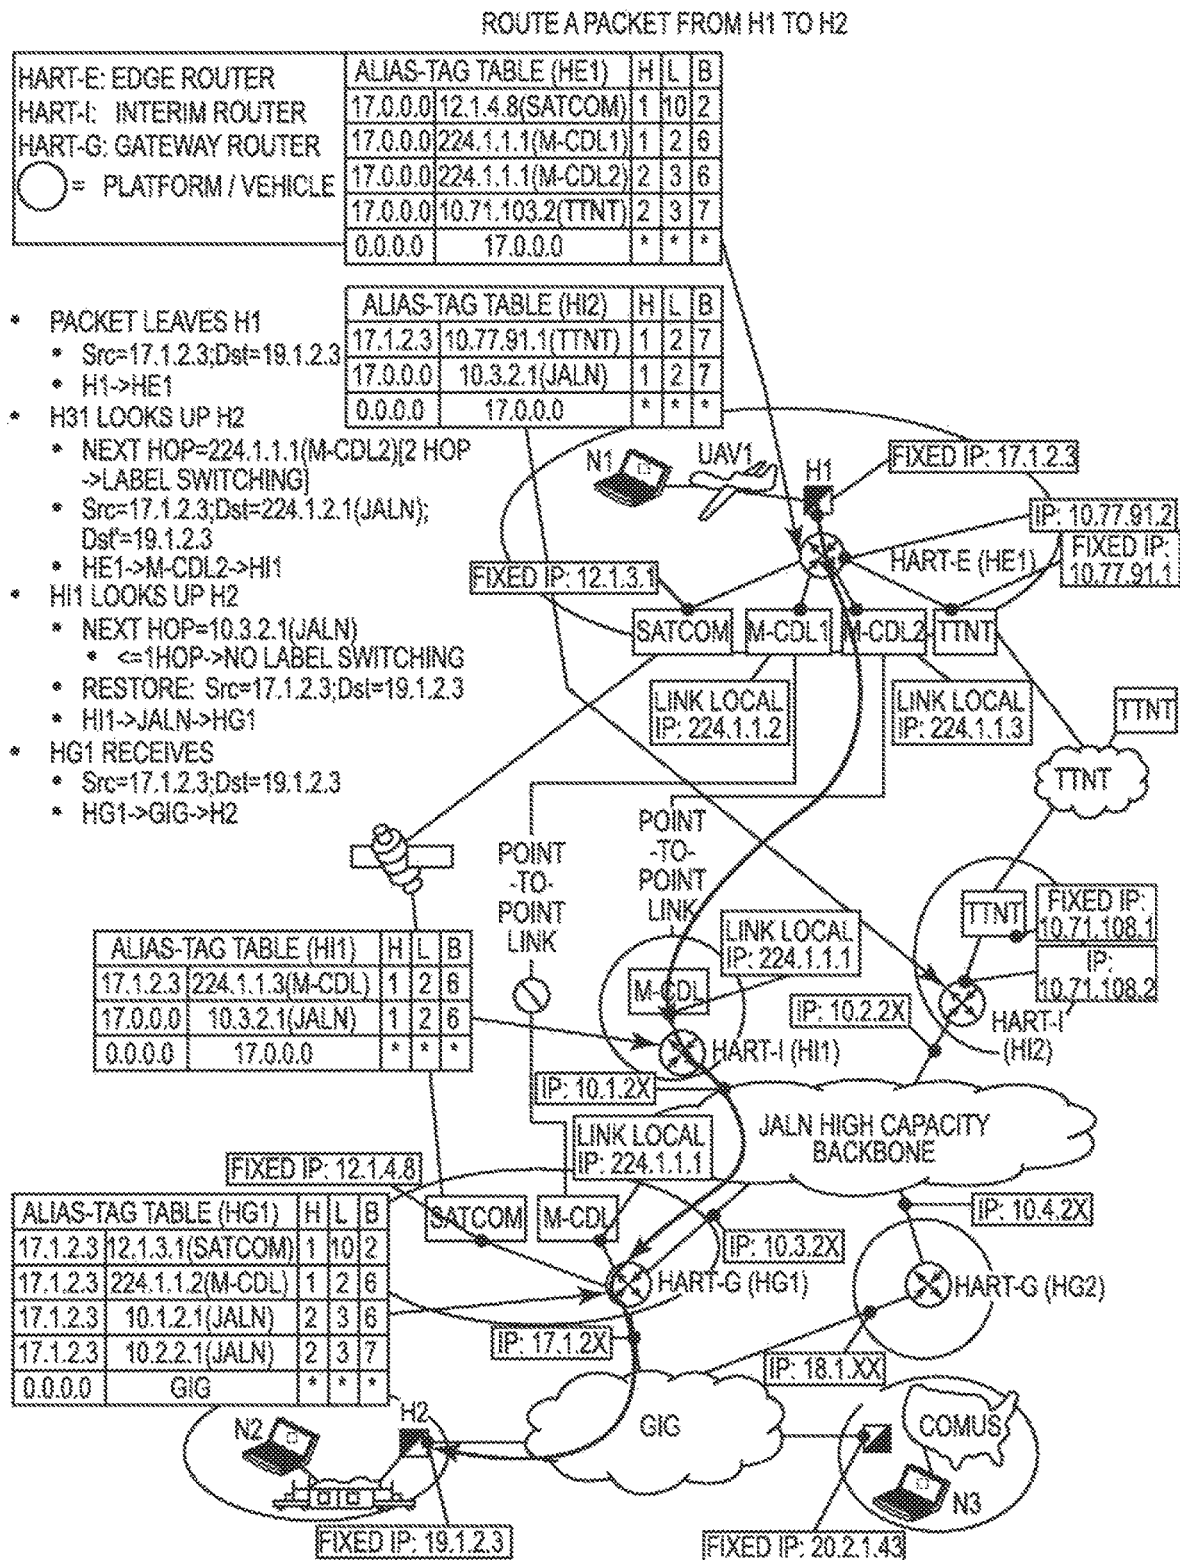 ROUTE A PACKET FROM H1 TO H2
HART-E: EDGE ROUTER
HART-I: INTERIM ROUTER
HART-G: GATEWAY ROUTER
= PLATFORM / VEHICLE
ALIAS-TAG TABLE (HE1) H L B
17.0.0.0 12.1.4.8(SATCOM) 1 10 2
17.0.0.0 224.1.1.1(M-CDL1) 1 2 6
17.0.0.0 224.1.1.1(M-CDL2) 2 3 6
17.0.0.0 10.71.103.2(TTNT) 2 3 7
0.0.0.0 17.0.0.0 * * *
ALIAS-TAG TABLE (HI2) H L B
17.1.2.3 10.77.91.1(TTNT) 1 2 7
17.0.0.0 10.3.2.1(JALN) 1 2 7
0.0.0.0 17.0.0.0 * * *
• PACKET LEAVES H1
• Src=17.1.2.3;Dst=19.1.2.3
• H1->HE1
• H31 LOOKS UP H2
• NEXT HOP=224.1.1.1(M-CDL2)[2 HOP
->LABEL SWITCHING]
• Src=17.1.2.3;Dst=224.1.2.1(JALN);
Dst'=19.1.2.3
• HE1->M-CDL2->HI1
• HI1 LOOKS UP H2
• NEXT HOP=10.3.2.1(JALN)
• <=1HOP->NO LABEL SWITCHING
• RESTORE: Src=17.1.2.3;Dst=19.1.2.3
• HI1->JALN->HG1
• HG1 RECEIVES
• Src=17.1.2.3;Dst=19.1.2.3
• HG1->GIG->H2
N1
UAV1
H1
FIXED IP: 17.1.2.3
IP: 10.77.91.2
HART-E (HE1)
FIXED IP:
10.77.91.1
FIXED IP: 12.1.3.1
SATCOM
M-CDL1
M-CDL2
TTNT
LINK LOCAL
IP: 224.1.1.2
LINK LOCAL
IP: 224.1.1.3
TTNT
TTNT
POINT
-TO-
POINT
LINK
POINT
-TO-
POINT
LINK
TTNT
FIXED IP:
10.71.108.1
IP:
10.71.108.2
LINK LOCAL
IP: 224.1.1.1
M-CDL
IP: 10.2.2X
HART-I
(HI2)
HART-I (HI1)
ALIAS-TAG TABLE (HI1) H L B
17.1.2.3 224.1.1.3(M-CDL) 1 2 6
17.0.0.0 10.3.2.1(JALN) 1 2 6
0.0.0.0 17.0.0.0 * * *
IP: 10.1.2X
JALN HIGH CAPACITY
BACKBONE
LINK LOCAL
IP: 224.1.1.1
FIXED IP: 12.1.4.8
SATCOM
M-CDL
IP: 10.4.2X
IP: 10.3.2X
ALIAS-TAG TABLE (HG1) H L B
17.1.2.3 12.1.3.1(SATCOM) 1 10 2
17.1.2.3 224.1.1.2(M-CDL) 1 2 6
17.1.2.3 10.1.2.1(JALN) 2 3 6
17.1.2.3 10.2.2.1(JALN) 2 3 7
0.0.0.0 GIG * * *
HART-G (HG1)
HART-G (HG2)
IP: 17.1.2X
IP: 18.1.XX
N2
H2
GIG
COMUS
N3
FIXED IP: 19.1.2.3
FIXED IP: 20.2.1.43